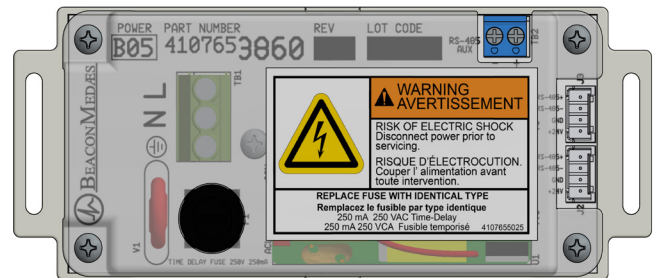 POWER PART NUMBER REV LOT CODE
B05 4107653860
RS-485
AUX
TB2
TB1
N L
BEACONMEDÆS
WARNING
AVERTISSEMENT
RISK OF ELECTRIC SHOCK
Disconnect power prior to
servicing.
RISQUE D'ÉLECTROCUTION.
Couper l' alimentation avant
toute intervention.
REPLACE FUSE WITH IDENTICAL TYPE
Remplacez le fusible par type identique
250 mA 250 VAC Time-Delay
250 mA 250 VCA Fusible temporisé 4107655025
J3
RS-485+
RS-485-
GND
+24V
RS-485+
RS-485-
GND
+24V
J2
V1
F1
TIME DELAY FUSE 250V 250mA